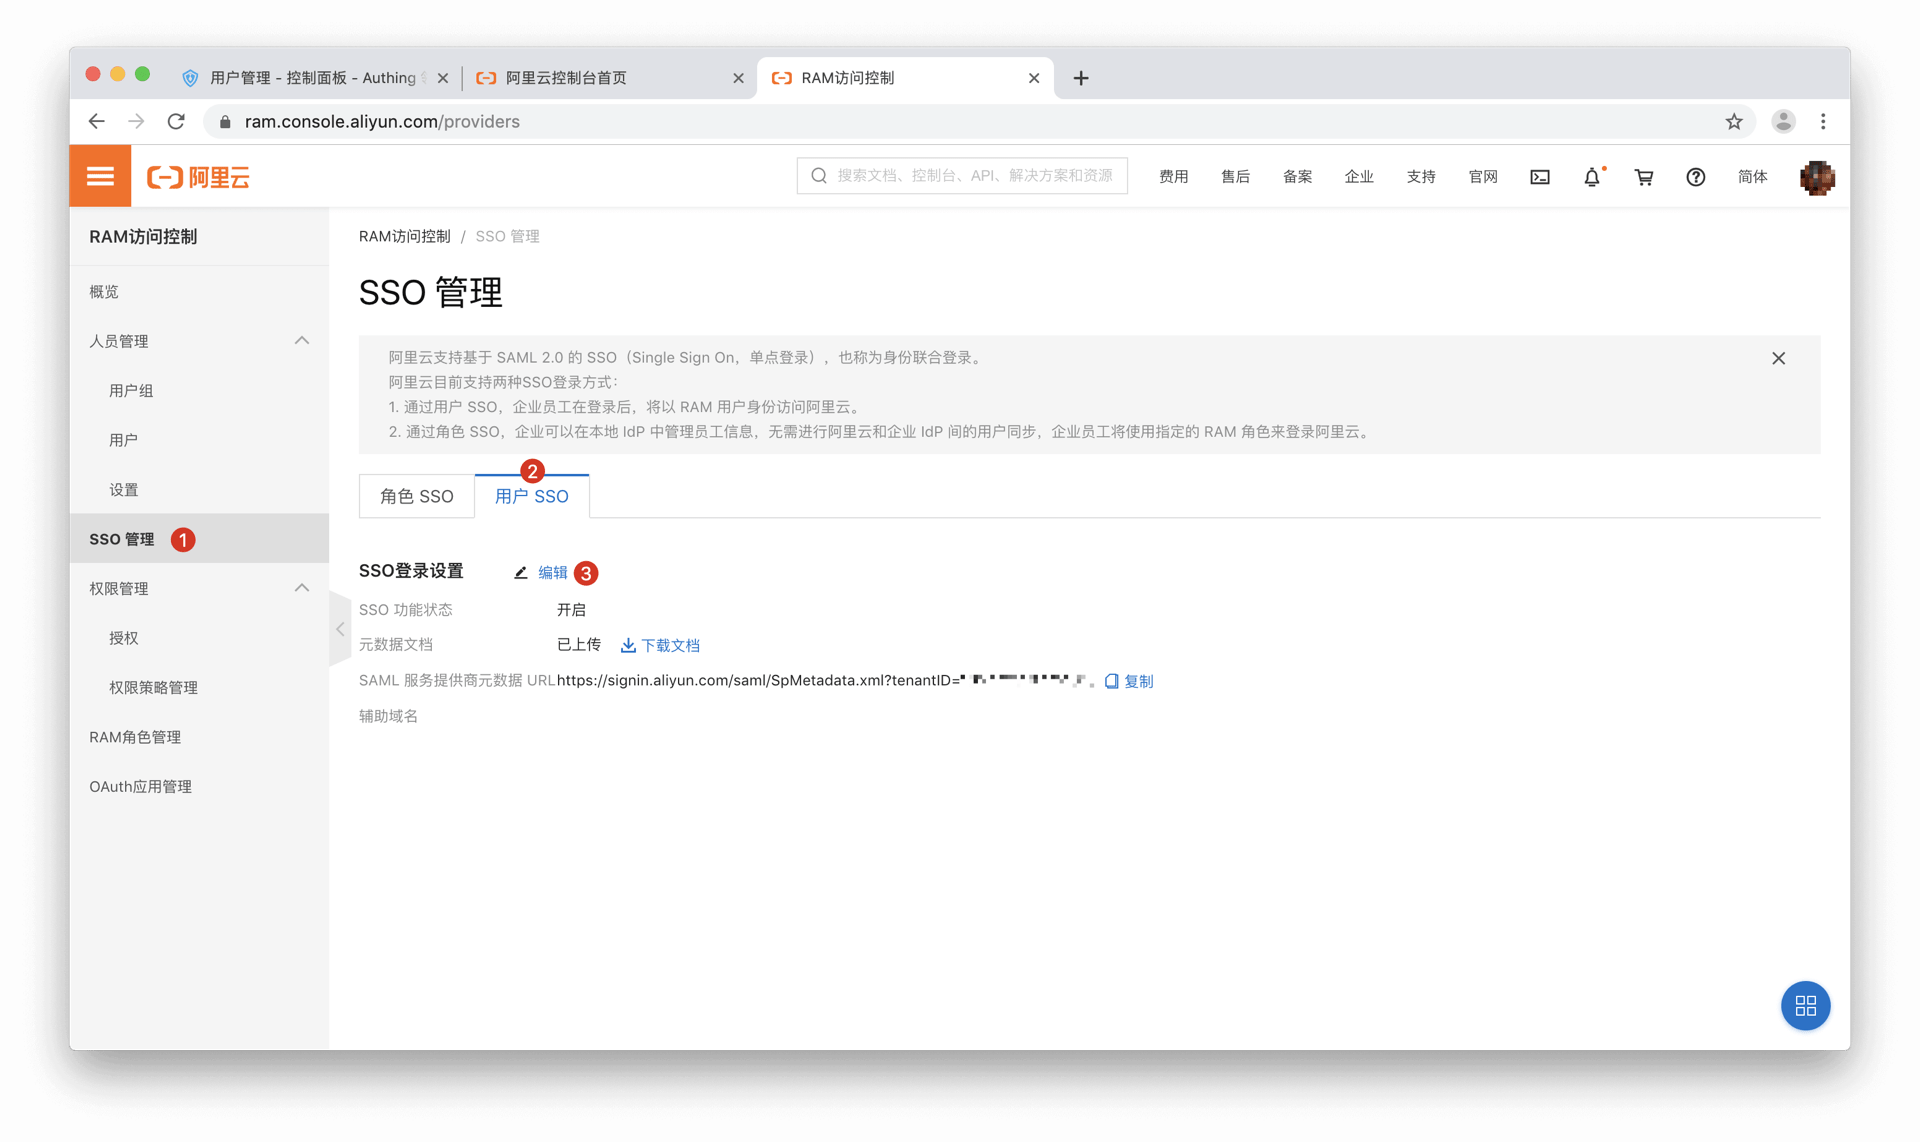 用户管理 - 控制面板 - Authing
阿里云控制台首页
RAM访问控制
ram.console.aliyun.com/providers
阿里云
搜索文档、控制台、API、解决方案和资源
费用
售后
备案
企业
支持
官网
简体
RAM访问控制
概览
人员管理
用户组
用户
设置
SSO 管理 1
权限管理
授权
权限策略管理
RAM角色管理
OAuth应用管理
RAM访问控制 / SSO 管理
SSO 管理
阿里云支持基于 SAML 2.0 的 SSO（Single Sign On，单点登录），也称为身份联合登录。
阿里云目前支持两种SSO登录方式：
1. 通过用户 SSO，企业员工在登录后，将以 RAM 用户身份访问阿里云。
2. 通过角色 SSO，企业可以在本地 IdP 中管理员工信息，无需进行阿里云和企业 IdP 间的用户同步，企业员工将使用指定的 RAM 角色来登录阿里云。
2
角色 SSO
用户 SSO
SSO登录设置 编辑 3
SSO 功能状态 开启
元数据文档 已上传 下载文档
SAML 服务提供商元数据 URL https://signin.aliyun.com/saml/SpMetadata.xml?tenantID= 复制
辅助域名